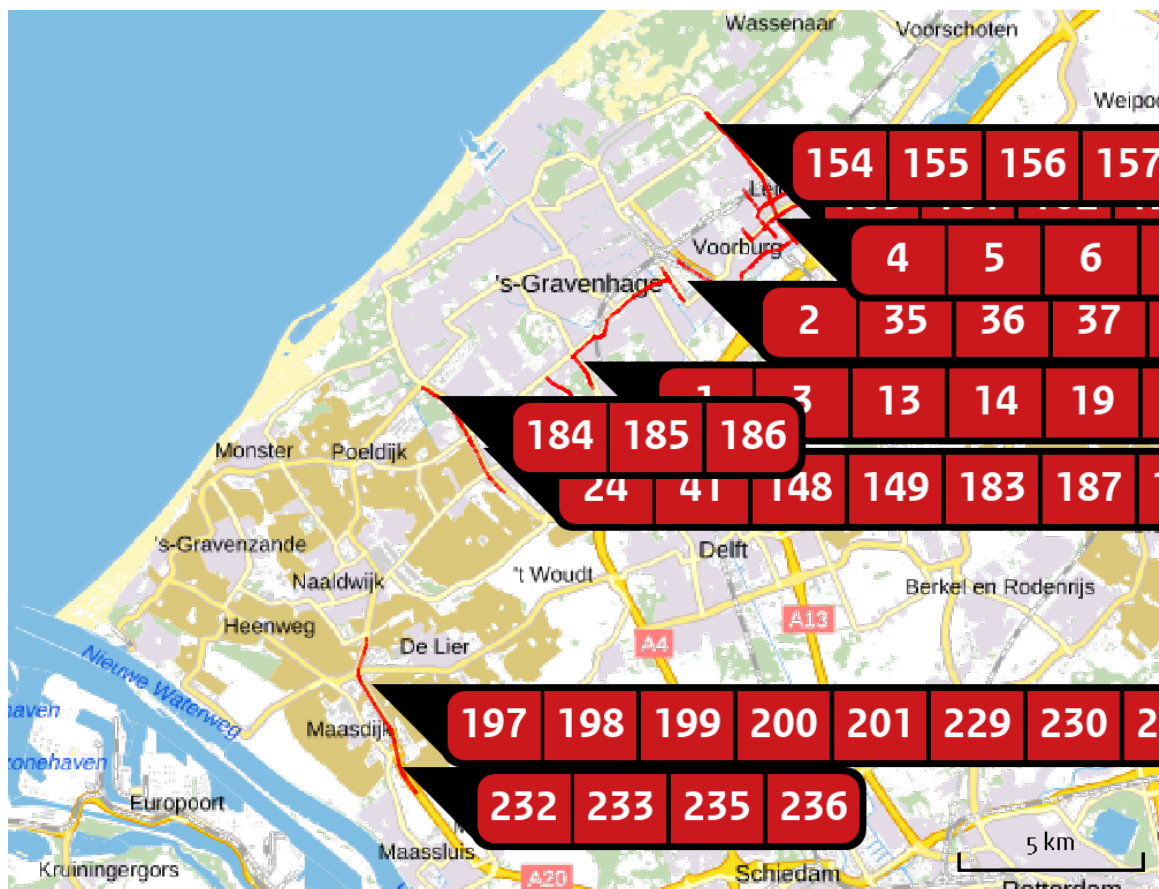 Wassenaar
Voorschoten
154 155 156 157
Voorburg
4 5 6
's-Gravenhage
2 35 36 37
13 14 19
184 185 186
Monster
Poeldijk
24 41 148 149 183 187
's-Gravenzande
Delft
't Woudt
Naaldwijk
Berkel en Rodenrijs
Heenweg
A13
De Lier
A4
Nieuwe Waterweg
197 198 199 200 201 229 230
Maasdijk
Europoort
232 233 235 236
5 km
Maassluis
Kruiningergors
A20
Schiedam
Rotterdam